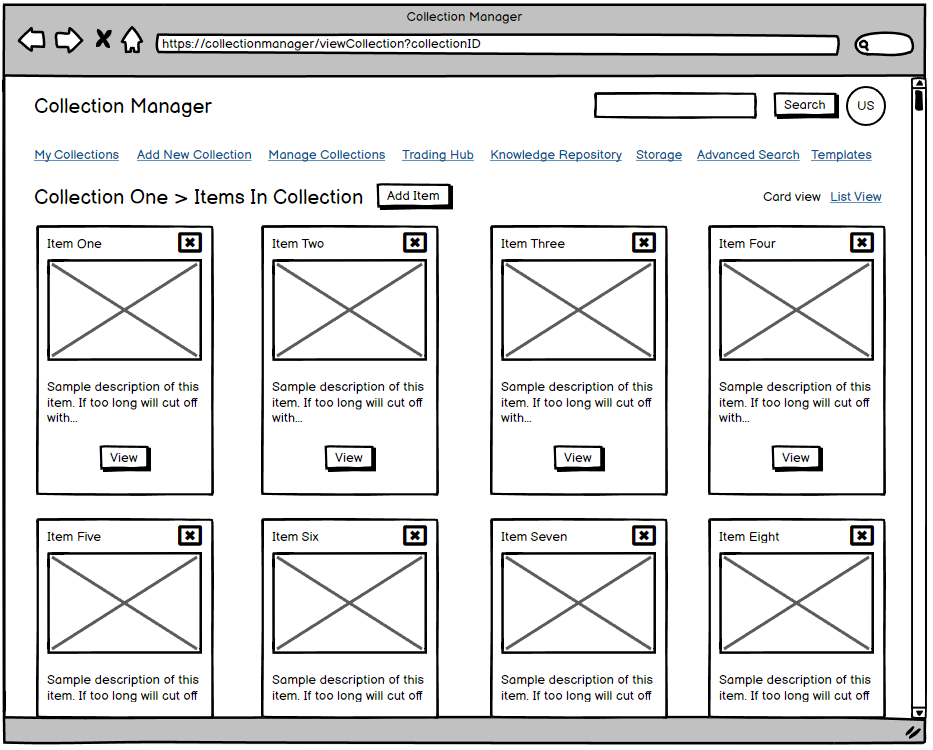 Collection Manager
https://collectionmanager/viewCollection?collectionID
Collection Manager
Search
US
My Collections Add New Collection Manage Collections Trading Hub Knowledge Repository Storage Advanced Search Templates
Collection One > Items In Collection
Add Item
Card view List View
Item One
Sample description of this
item. If too long will cut off
with...
View
Item Two
Sample description of this
item. If too long will cut off
with...
View
Item Three
Sample description of this
item. If too long will cut off
with...
View
Item Four
Sample description of this
item. If too long will cut off
with...
View
Item Five
Sample description of this
item. If too long will cut off
Item Six
Sample description of this
item. If too long will cut off
Item Seven
Sample description of this
item. If too long will cut off
Item Eight
Sample description of this
item. If too long will cut off